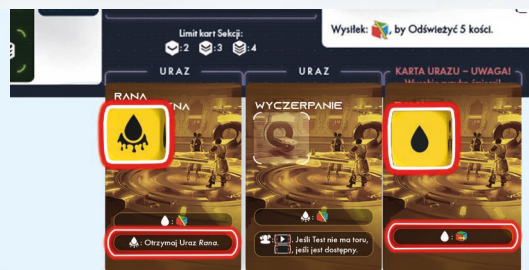 Limit kart Sekcji:
:2 :3 :4
Wysiłek: , by Odświeżyć 5 kości.
URAZ
URAZ
KARTA URAZU – UWAGA!
RANA
WYCZERPANIE
: Otrzymaj Uraz Rana.
: Jeśli Test nie ma toru,
jeśli jest dostępny.